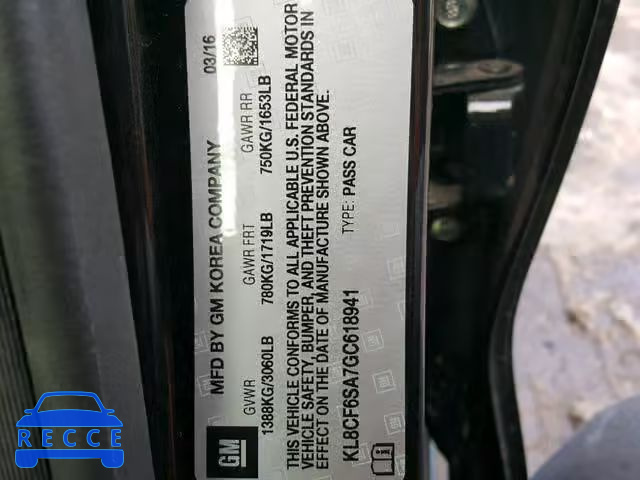 MFD BY GM KOREA COMPANY 03/16
GVWR GAWR FRT GAWR RR
1388KG/3060LB 780KG/1719LB 750KG/1653LB
THIS VEHICLE CONFORMS TO ALL APPLICABLE U.S. FEDERAL MOTOR
VEHICLE SAFETY, BUMPER, AND THEFT PREVENTION STANDARDS IN
EFFECT ON THE DATE OF MANUFACTURE SHOWN ABOVE.
KL8CF6SA7GC618941 TYPE: PASS CAR
GM
RECCE